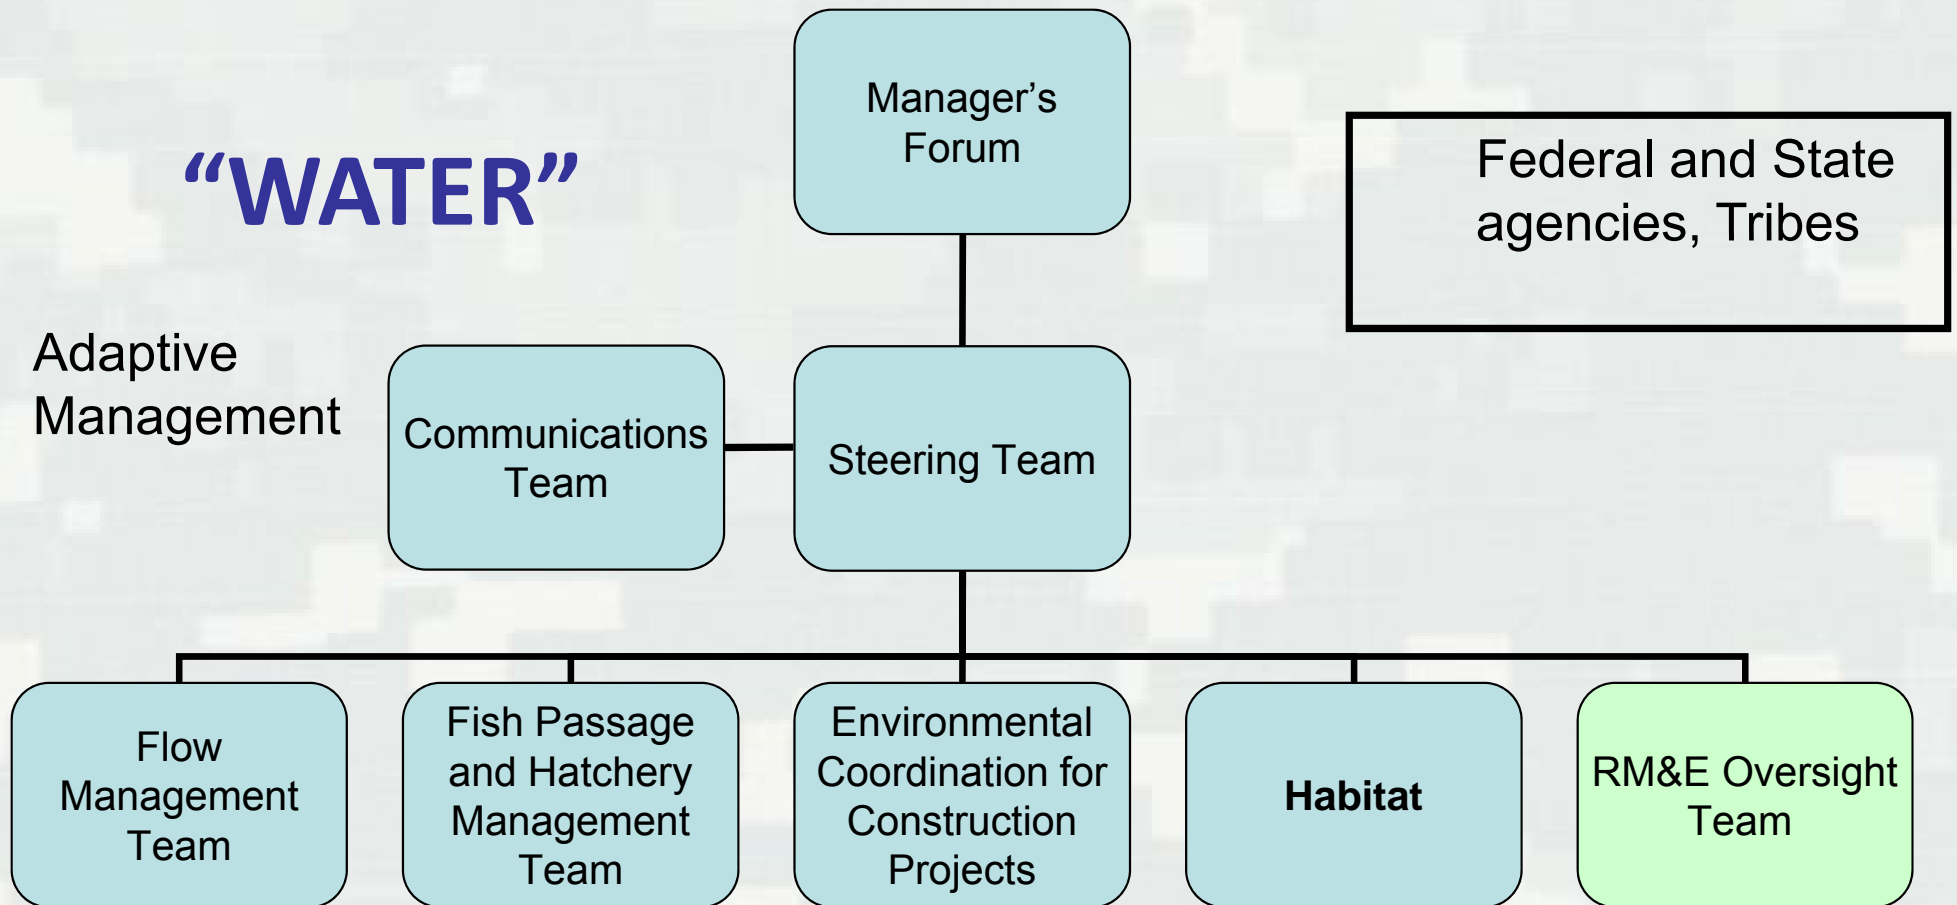 Manager’s
Forum
“WATER”
Federal and State
agencies, Tribes
Adaptive
Management
Communications
Team
Steering Team
Flow
Management
Team
Fish Passage
and Hatchery
Management
Team
Environmental
Coordination for
Construction
Projects
Habitat
RM&E Oversight
Team